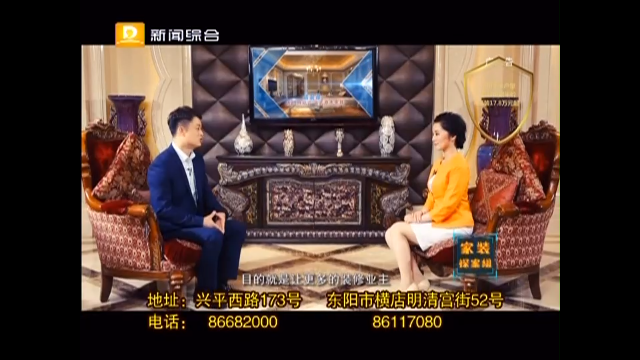 新闻综合
广告
家装
探案组
目的就是让更多的装修业主
地址： 兴平西路173号 东阳市横店明清宫街52号
电话： 86682000 86117080